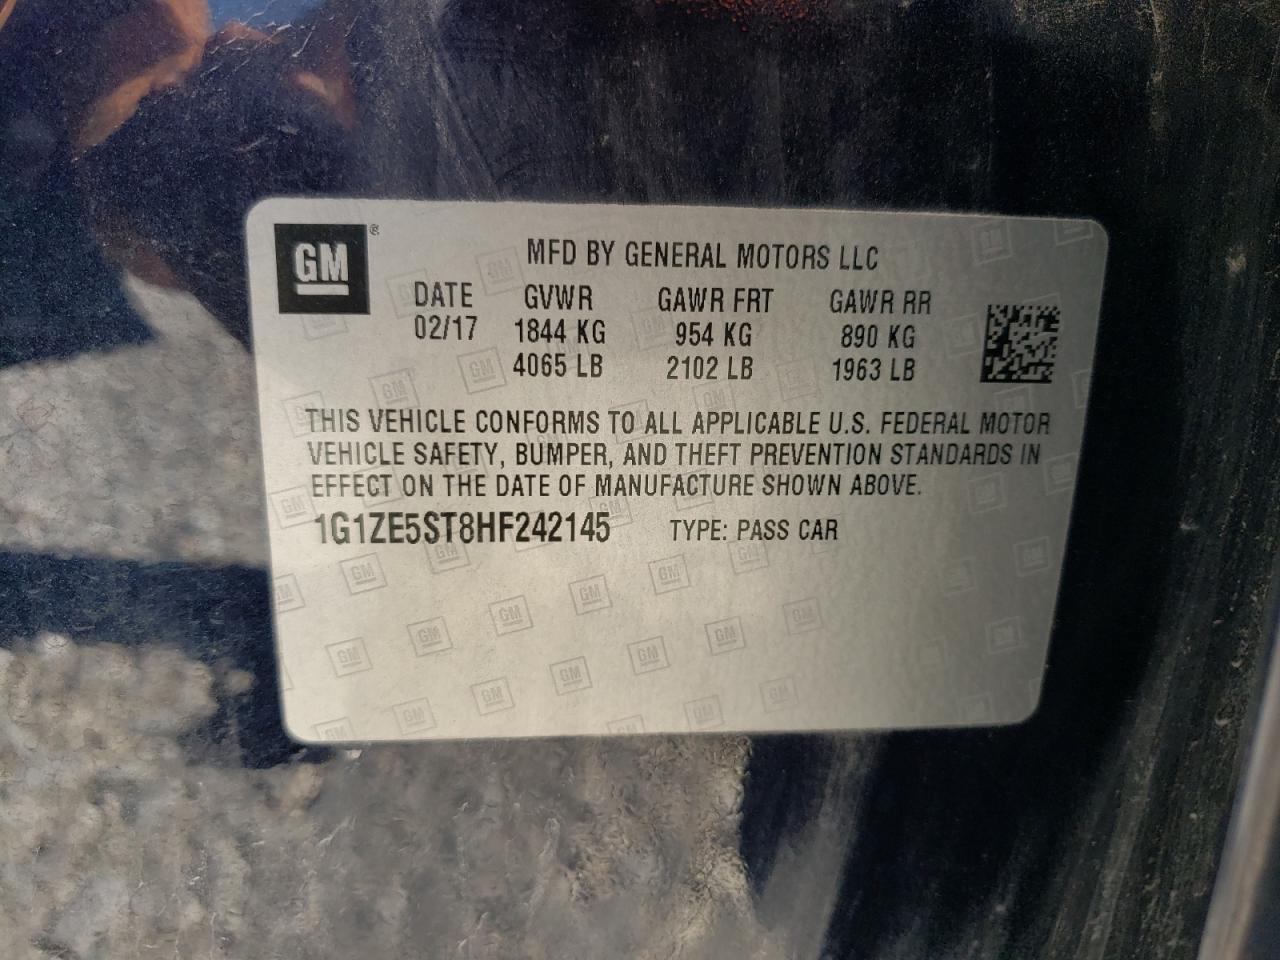 GM®
MFD BY GENERAL MOTORS LLC
DATE GVWR GAWR FRT GAWR RR
02/17 1844 KG 954 KG 890 KG
4065 LB 2102 LB 1963 LB
THIS VEHICLE CONFORMS TO ALL APPLICABLE U.S. FEDERAL MOTOR
VEHICLE SAFETY, BUMPER, AND THEFT PREVENTION STANDARDS IN
EFFECT ON THE DATE OF MANUFACTURE SHOWN ABOVE.
1G1ZE5ST8HF242145 TYPE: PASS CAR